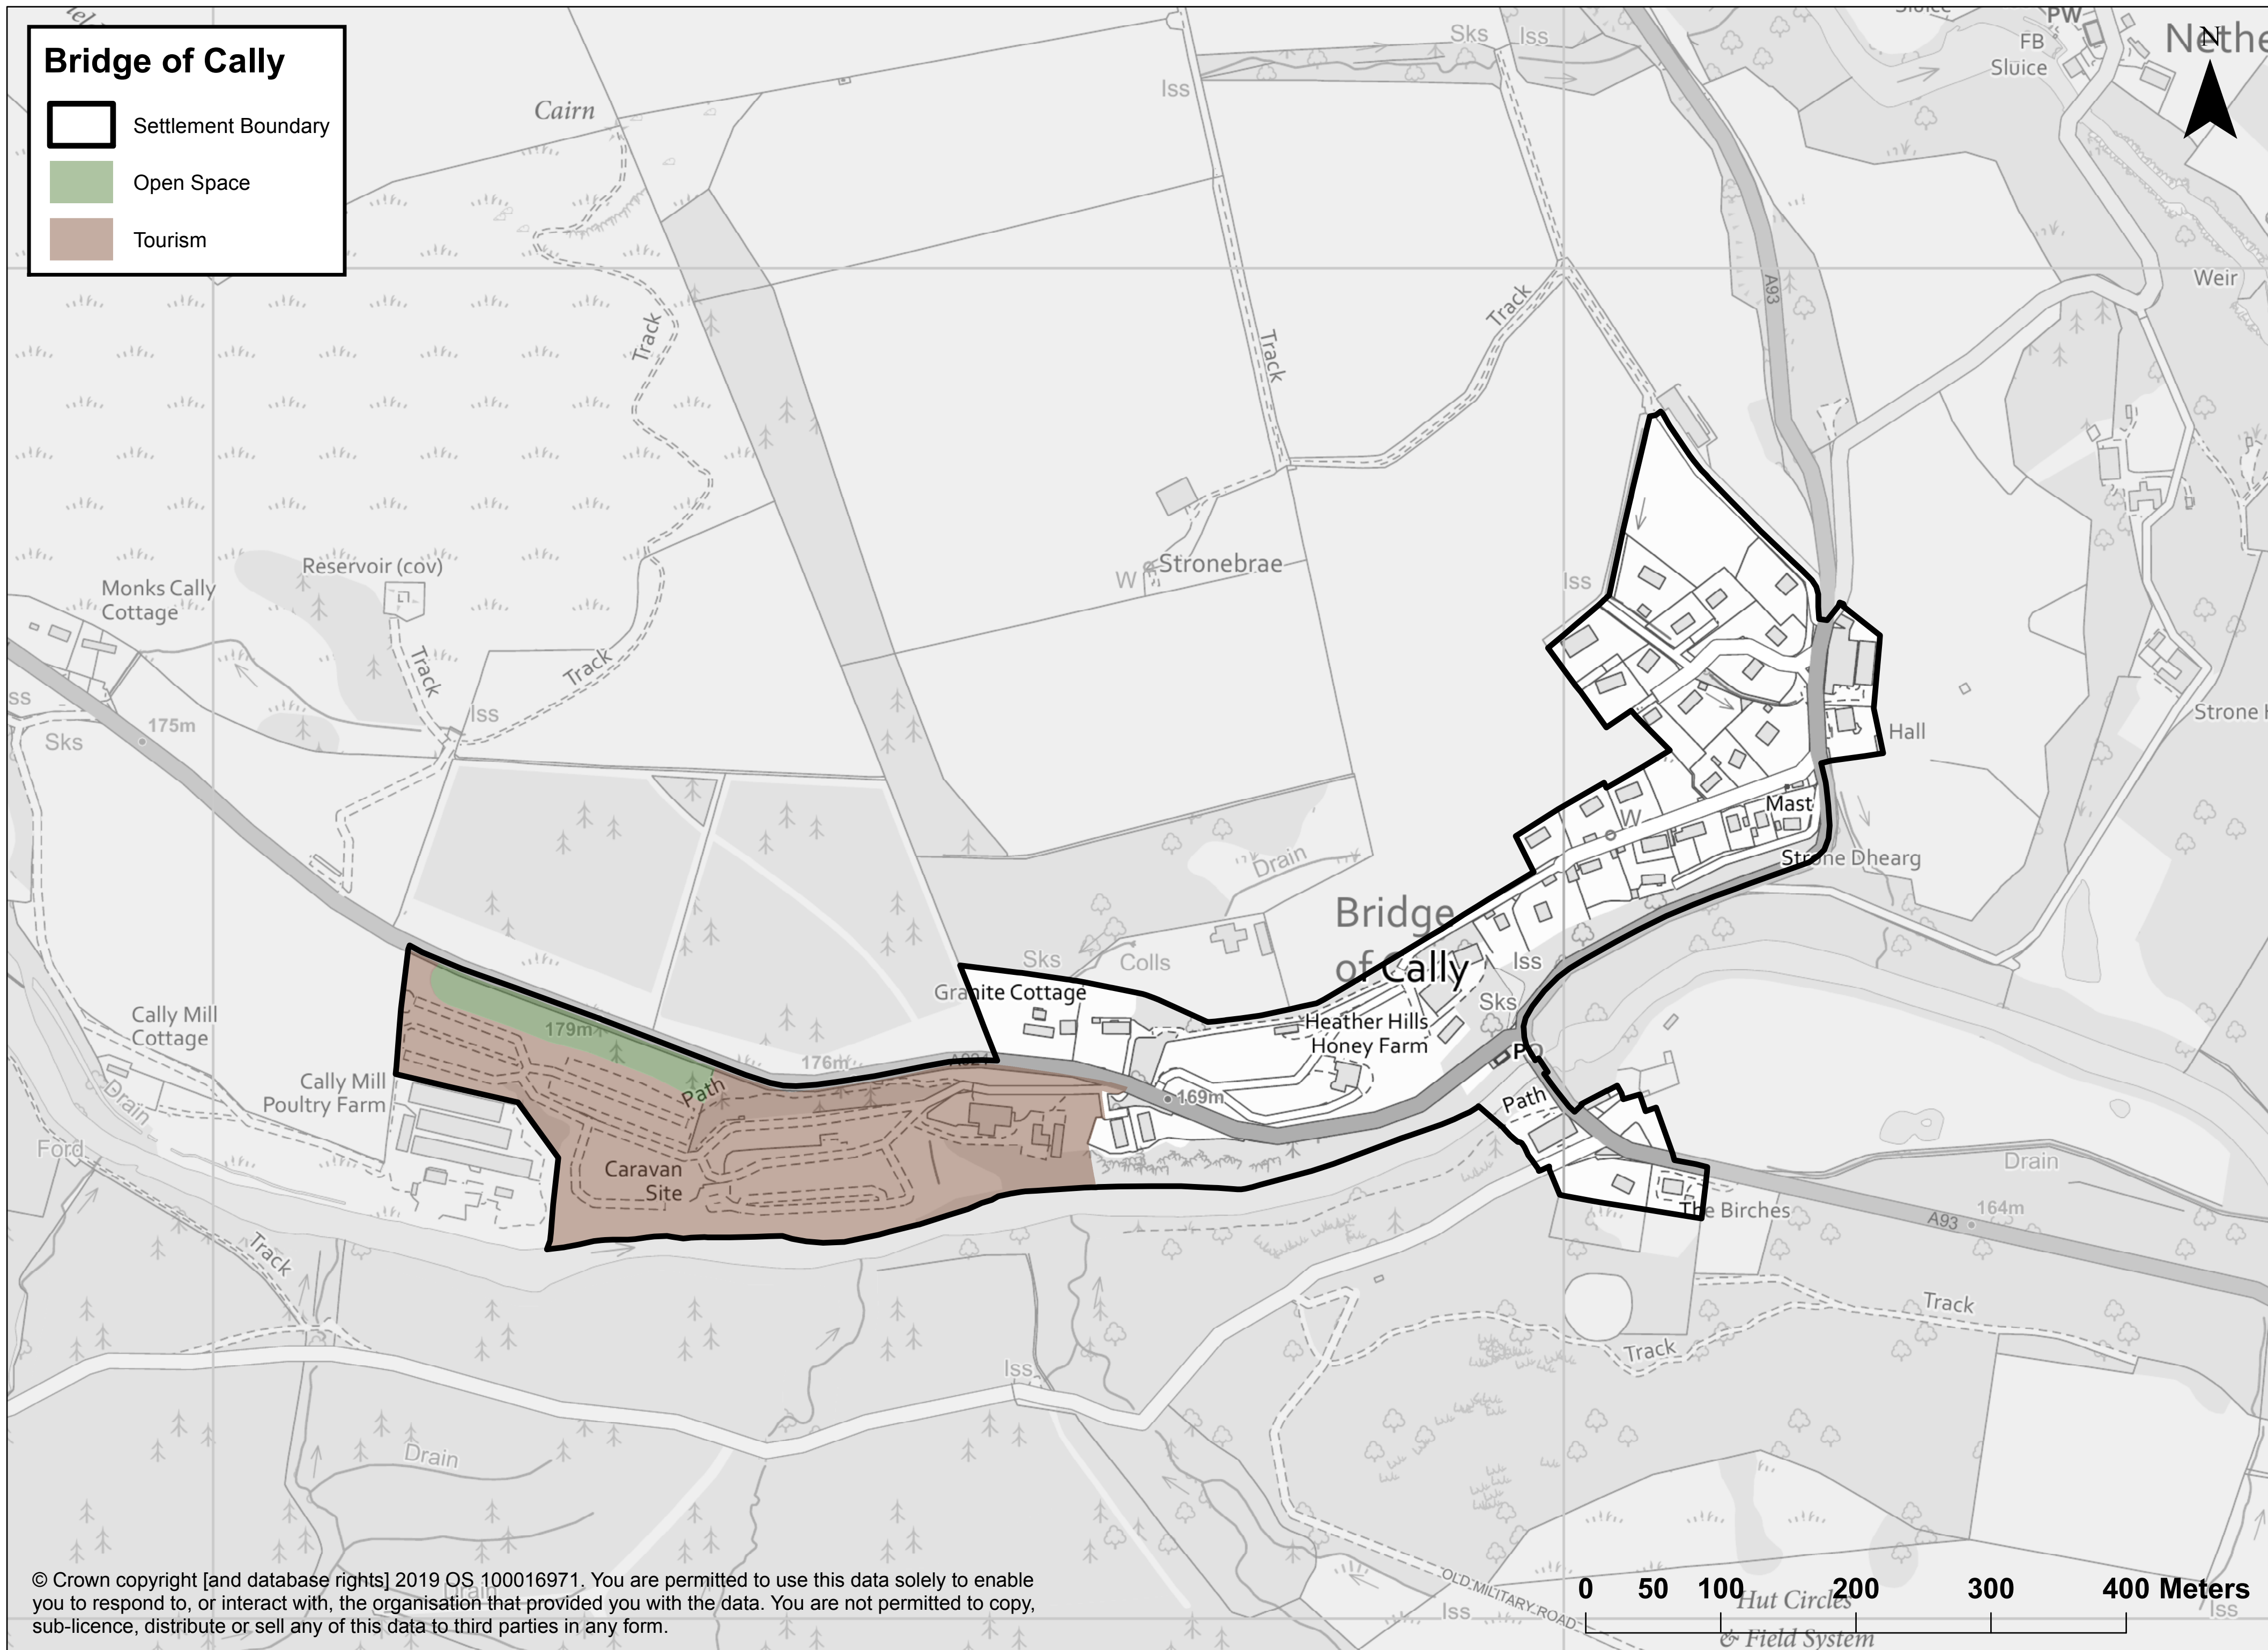 Bridge of Cally
Settlement Boundary
Open Space
Tourism
N
PW
FB
Sluice
Sks
Iss
Iss
Cairn
A93
Weir
Track
Track
Track
Reservoir (cov)
Monks Cally
Cottage
Stronebrae
W
Iss
Track
Track
Iss
Sks
175m
Hall
Mast
W
Strone Dhearg
Drain
Bridge
of Cally
Sks
Colls
Iss
Granite Cottage
Sks
Heather Hills
Honey Farm
PO
Cally Mill
Cottage
179m
176m
A924
169m
Path
Path
Cally Mill
Poultry Farm
Drain
Ford
Caravan
Site
The Birches
Drain
164m
A93
Track
Track
Track
Iss
Drain
Drain
OLD MILITARY ROAD
Iss
Hut Circles
& Field System
Iss
0 50 100 200 300 400 Meters
© Crown copyright [and database rights] 2019 OS 100016971. You are permitted to use this data solely to enable
you to respond to, or interact with, the organisation that provided you with the data. You are not permitted to copy,
sub-licence, distribute or sell any of this data to third parties in any form.